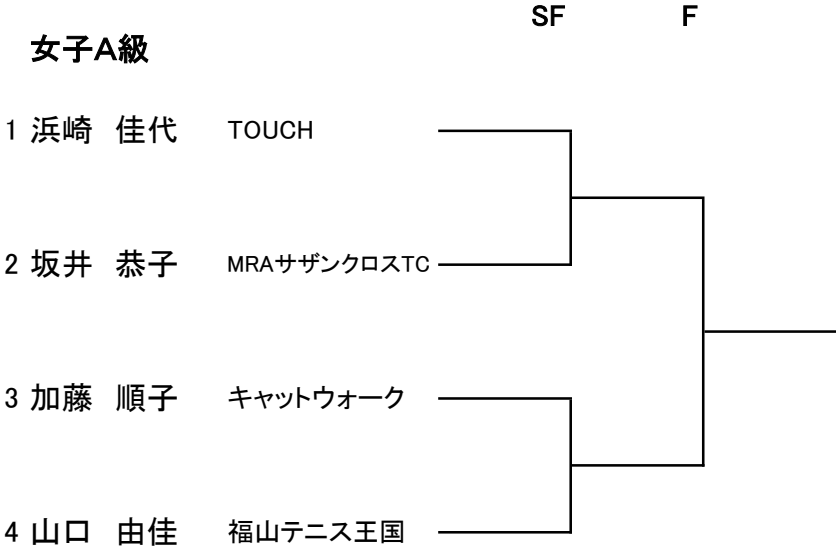 SF F
女子A級
1 浜崎 佳代 TOUCH
2 坂井 恭子 MRAサザンクロスTC
3 加藤 順子 キャットウォーク
4 山口 由佳 福山テニス王国